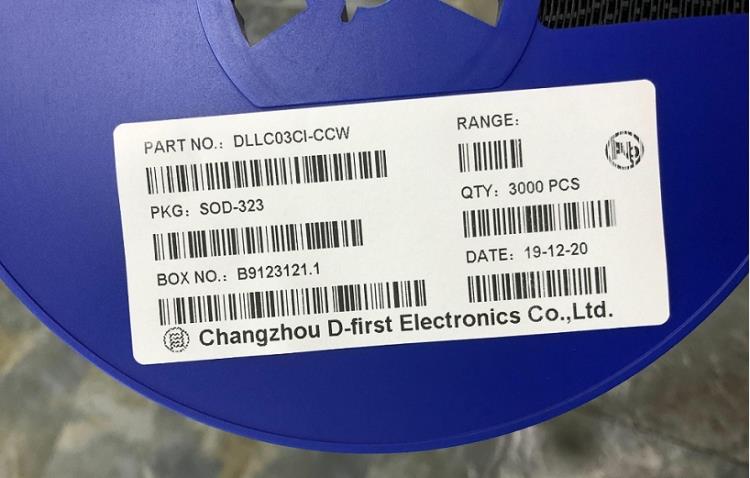 PART NO.: DLLC03CI-CCW
RANGE:
PKG: SOD-323
QTY: 3000 PCS
BOX NO.: B9123121.1
DATE: 19-12-20
Changzhou D-first Electronics Co.,Ltd.
Pb